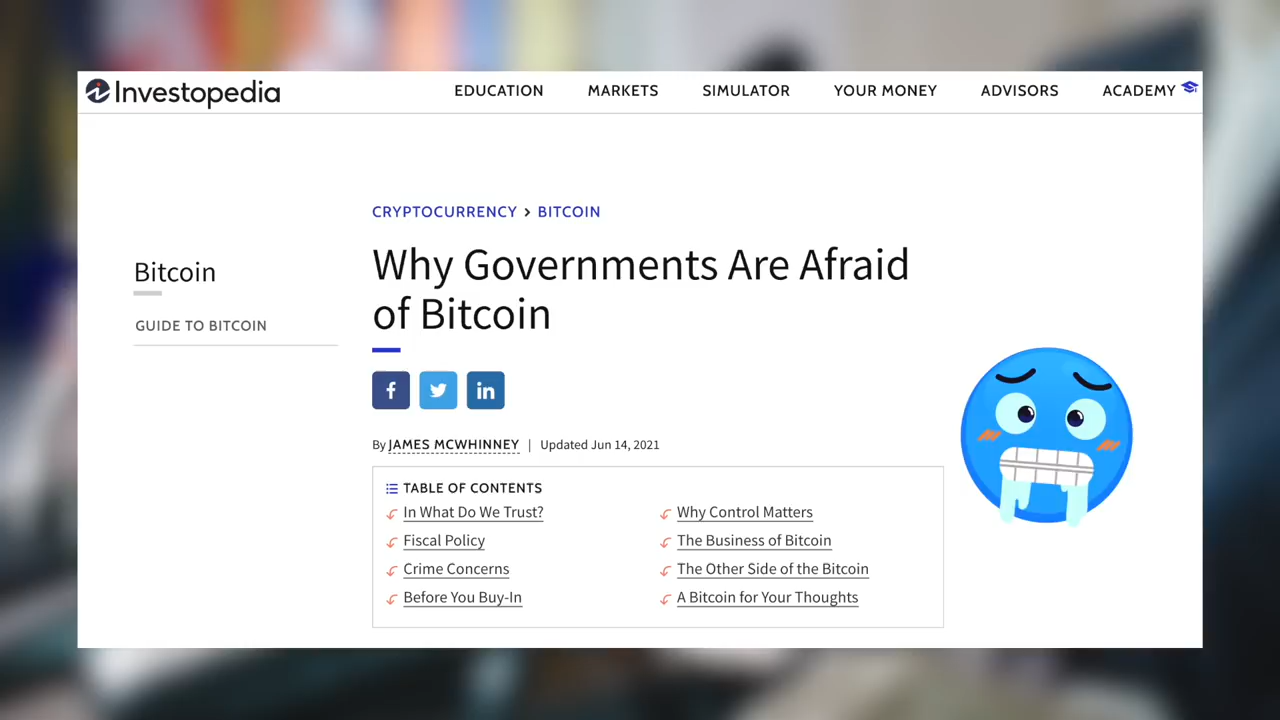 Investopedia
EDUCATION
MARKETS
SIMULATOR
YOUR MONEY
ADVISORS
ACADEMY
CRYPTOCURRENCY > BITCOIN
Bitcoin
GUIDE TO BITCOIN
Why Governments Are Afraid
of Bitcoin
By JAMES MCWHINNEY | Updated Jun 14, 2021
TABLE OF CONTENTS
In What Do We Trust?
Fiscal Policy
Crime Concerns
Before You Buy-In
Why Control Matters
The Business of Bitcoin
The Other Side of the Bitcoin
A Bitcoin for Your Thoughts